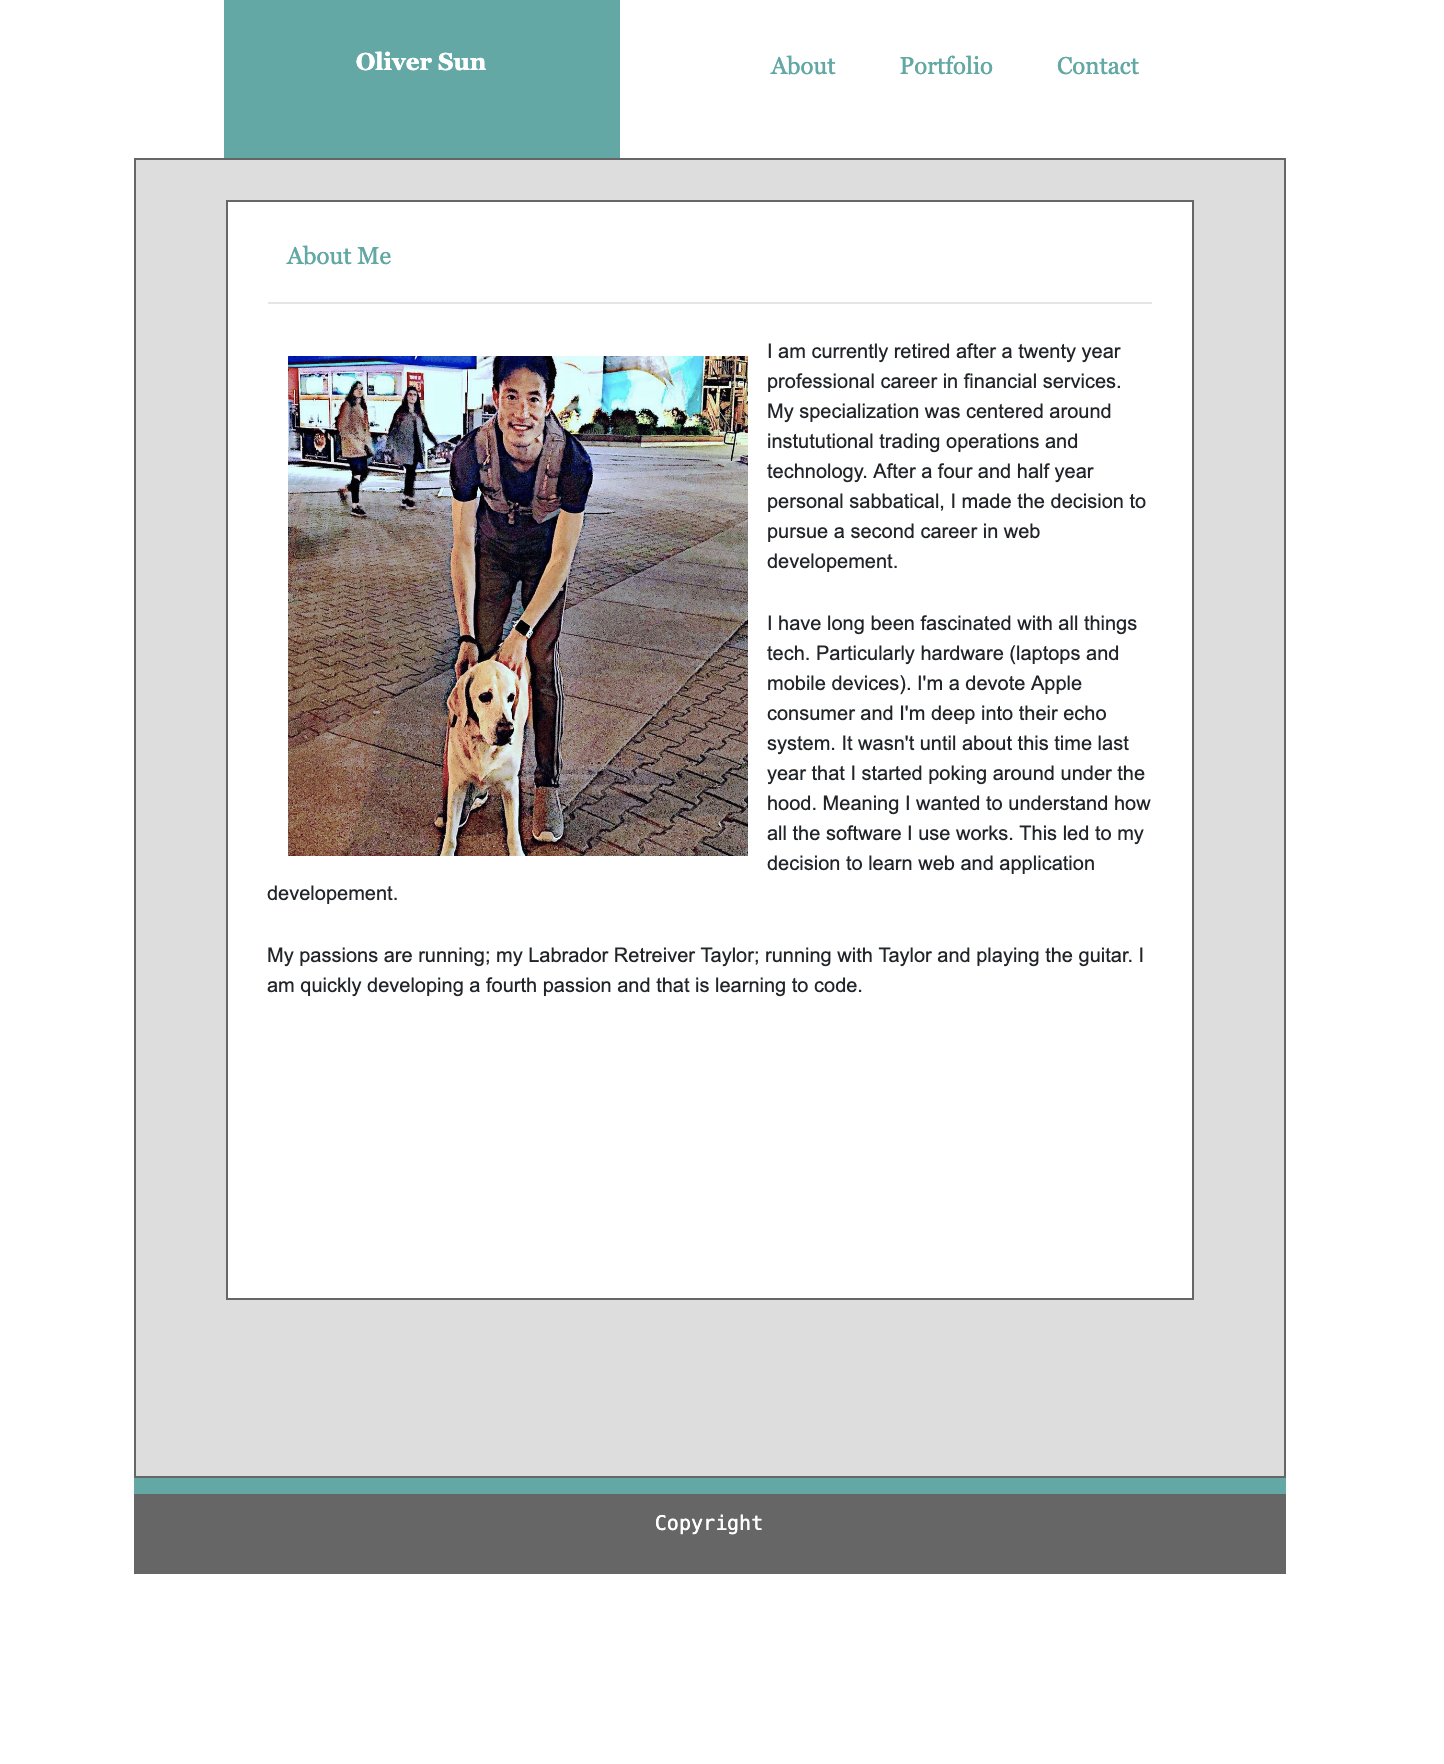 Oliver Sun
About Portfolio Contact
About Me
I am currently retired after a twenty year
professional career in financial services.
My specialization was centered around
instututional trading operations and
technology. After a four and half year
personal sabbatical, I made the decision to
pursue a second career in web
developement.
I have long been fascinated with all things
tech. Particularly hardware (laptops and
mobile devices). I'm a devote Apple
consumer and I'm deep into their echo
system. It wasn't until about this time last
year that I started poking around under the
hood. Meaning I wanted to understand how
all the software I use works. This led to my
decision to learn web and application
developement.
My passions are running; my Labrador Retreiver Taylor; running with Taylor and playing the guitar. I
am quickly developing a fourth passion and that is learning to code.
Copyright